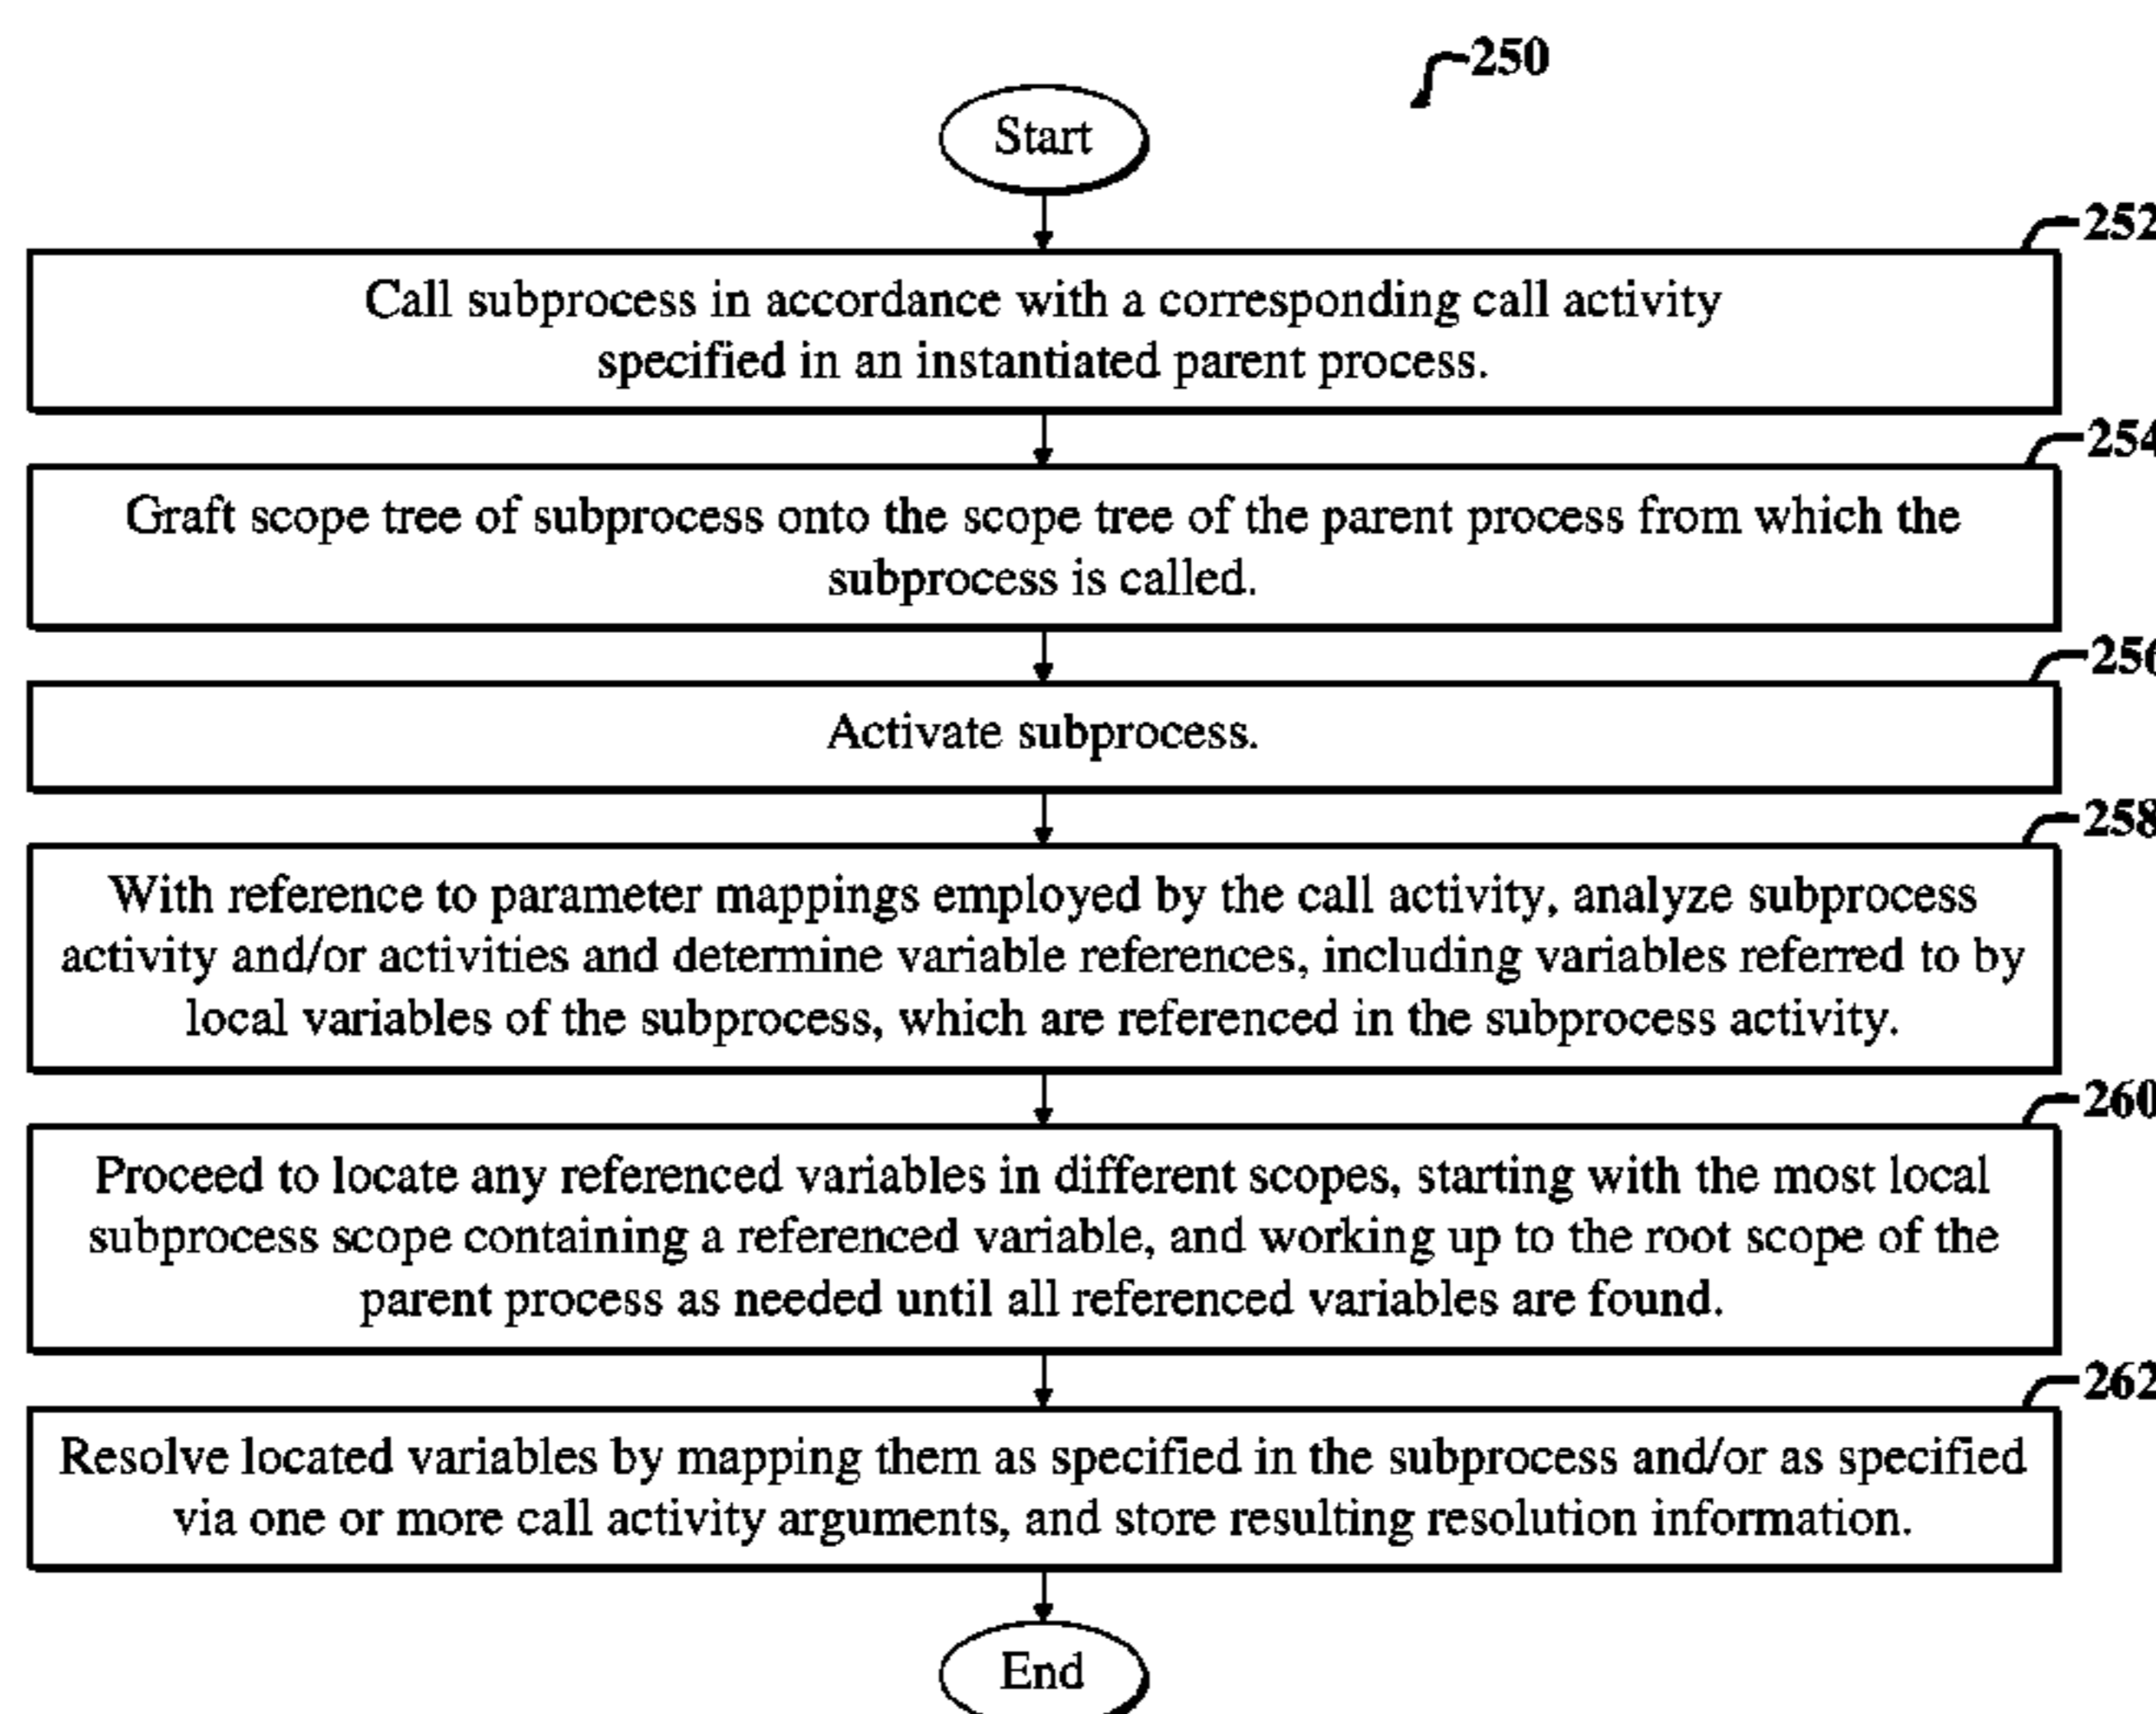 250
Start
252
Call subprocess in accordance with a corresponding call activity
specified in an instantiated parent process.
254
Graft scope tree of subprocess onto the scope tree of the parent process from which the
subprocess is called.
256
Activate subprocess.
258
With reference to parameter mappings employed by the call activity, analyze subprocess
activity and/or activities and determine variable references, including variables referred to by
local variables of the subprocess, which are referenced in the subprocess activity.
260
Proceed to locate any referenced variables in different scopes, starting with the most local
subprocess scope containing a referenced variable, and working up to the root scope of the
parent process as needed until all referenced variables are found.
262
Resolve located variables by mapping them as specified in the subprocess and/or as specified
via one or more call activity arguments, and store resulting resolution information.
End